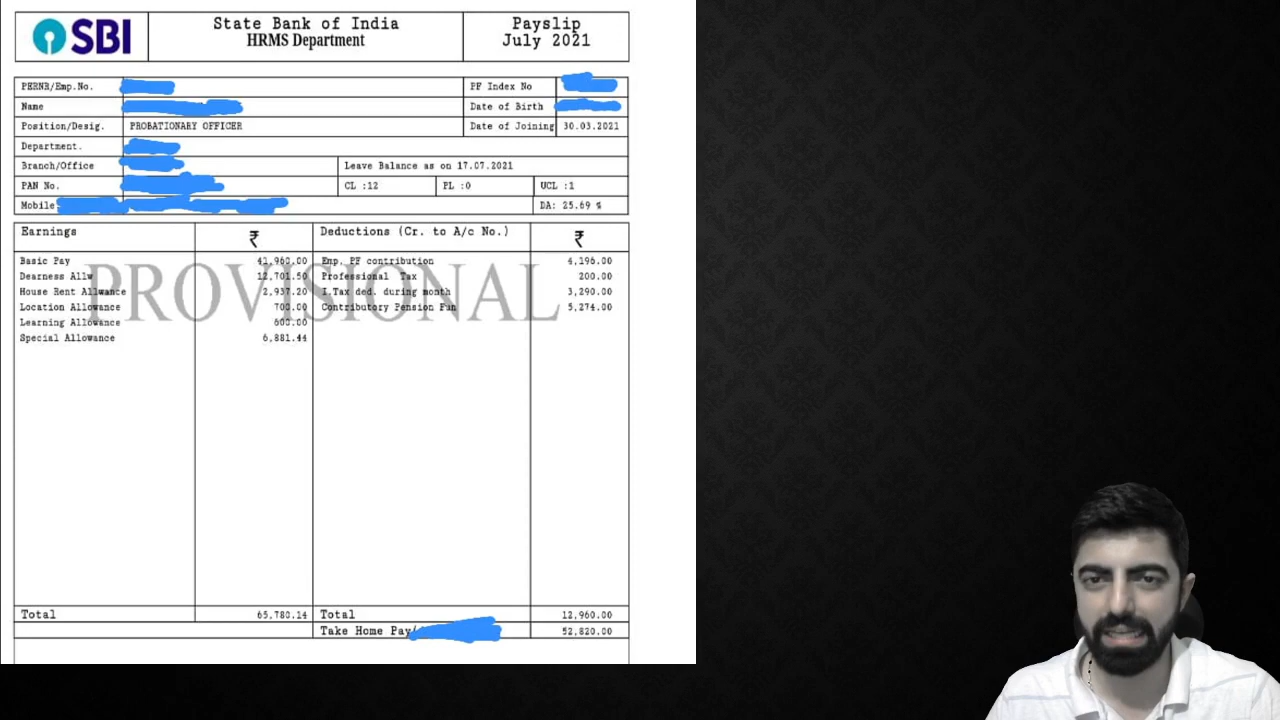 SBI
State Bank of India
HRMS Department
Payslip
July 2021
PERNR/Emp.No.
PF Index No
Name
Date of Birth
Position/Desig. PROBATIONARY OFFICER
Date of Joining 30.03.2021
Department.
Branch/Office
Leave Balance as on 17.07.2021
PAN No.
CL :12 PL :0 UCL :1
Mobile
DA: 25.69 %
Earnings ₹ Deductions (Cr. to A/c No.) ₹
Basic Pay 41,960.00 Emp. PF contribution 4,196.00
Dearness Allw 12,701.50 Professional Tax 200.00
House Rent Allwance 2,937.20 I.Tax ded. during month 3,290.00
Location Allowance 700.00 Contributory Pension Fun 5,274.00
Learning Allowance 600.00
Special Allowance 6,881.44
PROVISIONAL
Total 65,780.14 Total 12,960.00
Take Home Pay 52,820.00